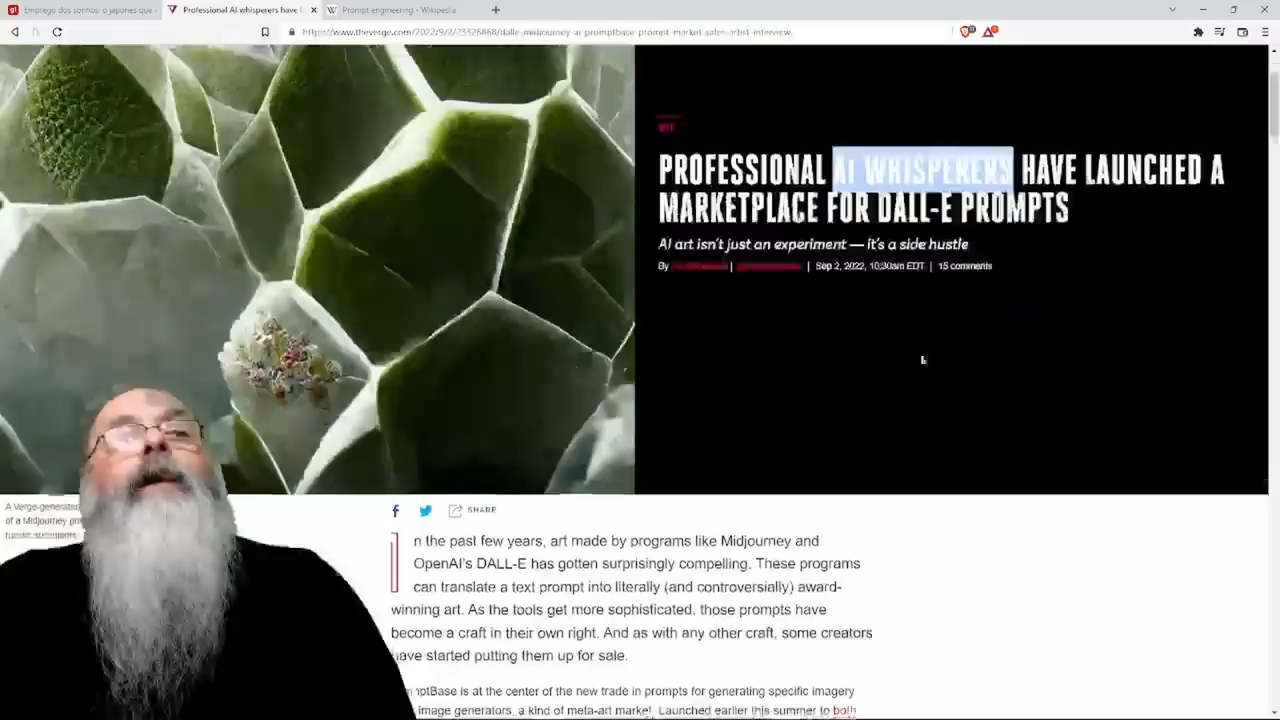 Emprego dos sonhos: o japonês que
Professional AI whisperers have l
Prompt engineering - Wikipedia
https://www.theverge.com/2022/9/2/23326868/dalle-midjourney-ai-promptbase-prompt-market-sales-artist-interview
PROFESSIONAL AI WHISPERERS HAVE LAUNCHED A
MARKETPLACE FOR DALL-E PROMPTS
AI art isn't just an experiment — it's a side hustle
By | | Sep 2, 2022, 10:30am EDT | 15 comments
A Verge-generated
of a Midjourney
SHARE
In the past few years, art made by programs like Midjourney and
OpenAI's DALL-E has gotten surprisingly compelling. These programs
can translate a text prompt into literally (and controversially) award-
winning art. As the tools get more sophisticated, those prompts have
become a craft in their own right. And as with any other craft, some creators
have started putting them up for sale.
mptBase is at the center of the new trade in prompts for generating specific imagery
image generators, a kind of meta-art market. Launched earlier this summer to both